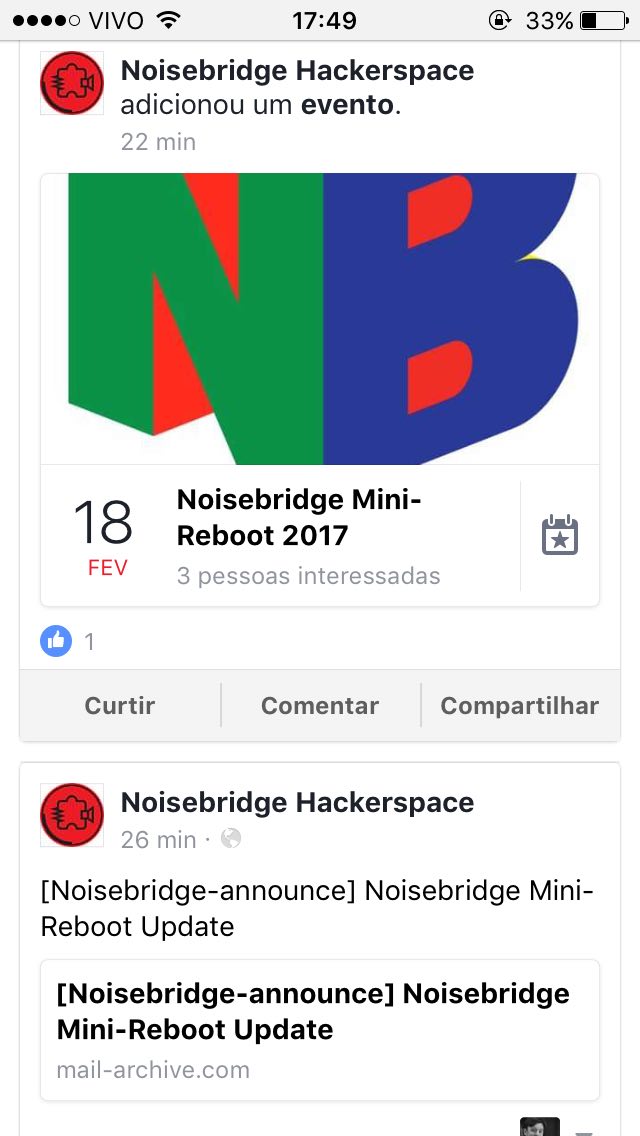 VIVO 17:49 33%
Noisebridge Hackerspace
adicionou um evento.
22 min
NB
18
FEV
Noisebridge Mini-
Reboot 2017
3 pessoas interessadas
1
Curtir Comentar Compartilhar
Noisebridge Hackerspace
26 min ·
[Noisebridge-announce] Noisebridge Mini-
Reboot Update
[Noisebridge-announce] Noisebridge
Mini-Reboot Update
mail-archive.com